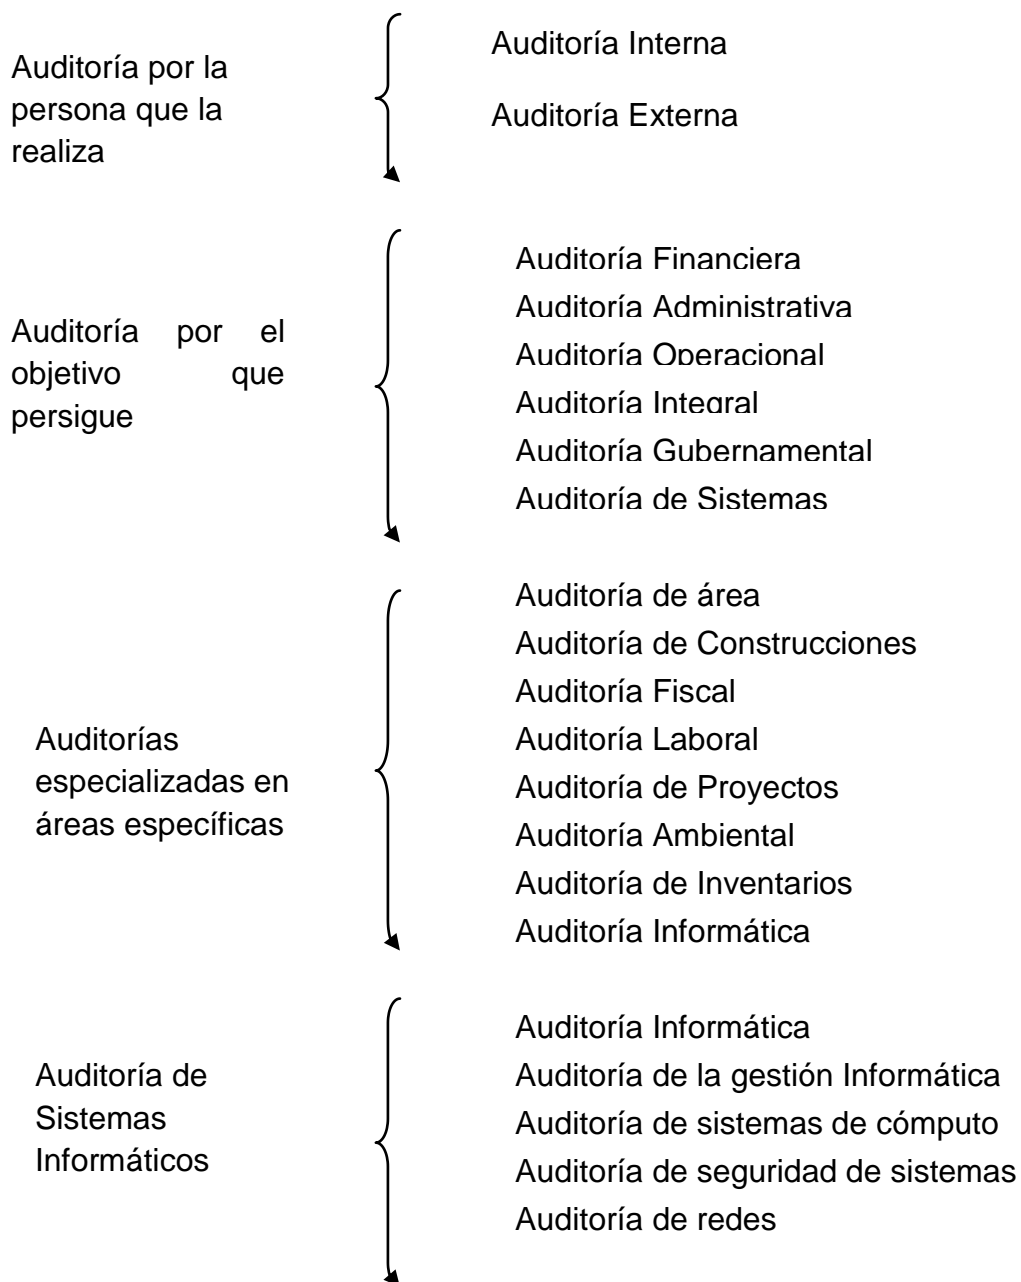 Auditoría por la
persona que la
realiza
Auditoría Interna
Auditoría Externa
Auditoría por el
objetivo que
persigue
Auditoría Financiera
Auditoría Administrativa
Auditoría Operacional
Auditoría Integral
Auditoría Gubernamental
Auditoría de Sistemas
Auditorías
especializadas en
áreas específicas
Auditoría de área
Auditoría de Construcciones
Auditoría Fiscal
Auditoría Laboral
Auditoría de Proyectos
Auditoría Ambiental
Auditoría de Inventarios
Auditoría Informática
Auditoría de
Sistemas
Informáticos
Auditoría Informática
Auditoría de la gestión Informática
Auditoría de sistemas de cómputo
Auditoría de seguridad de sistemas
Auditoría de redes